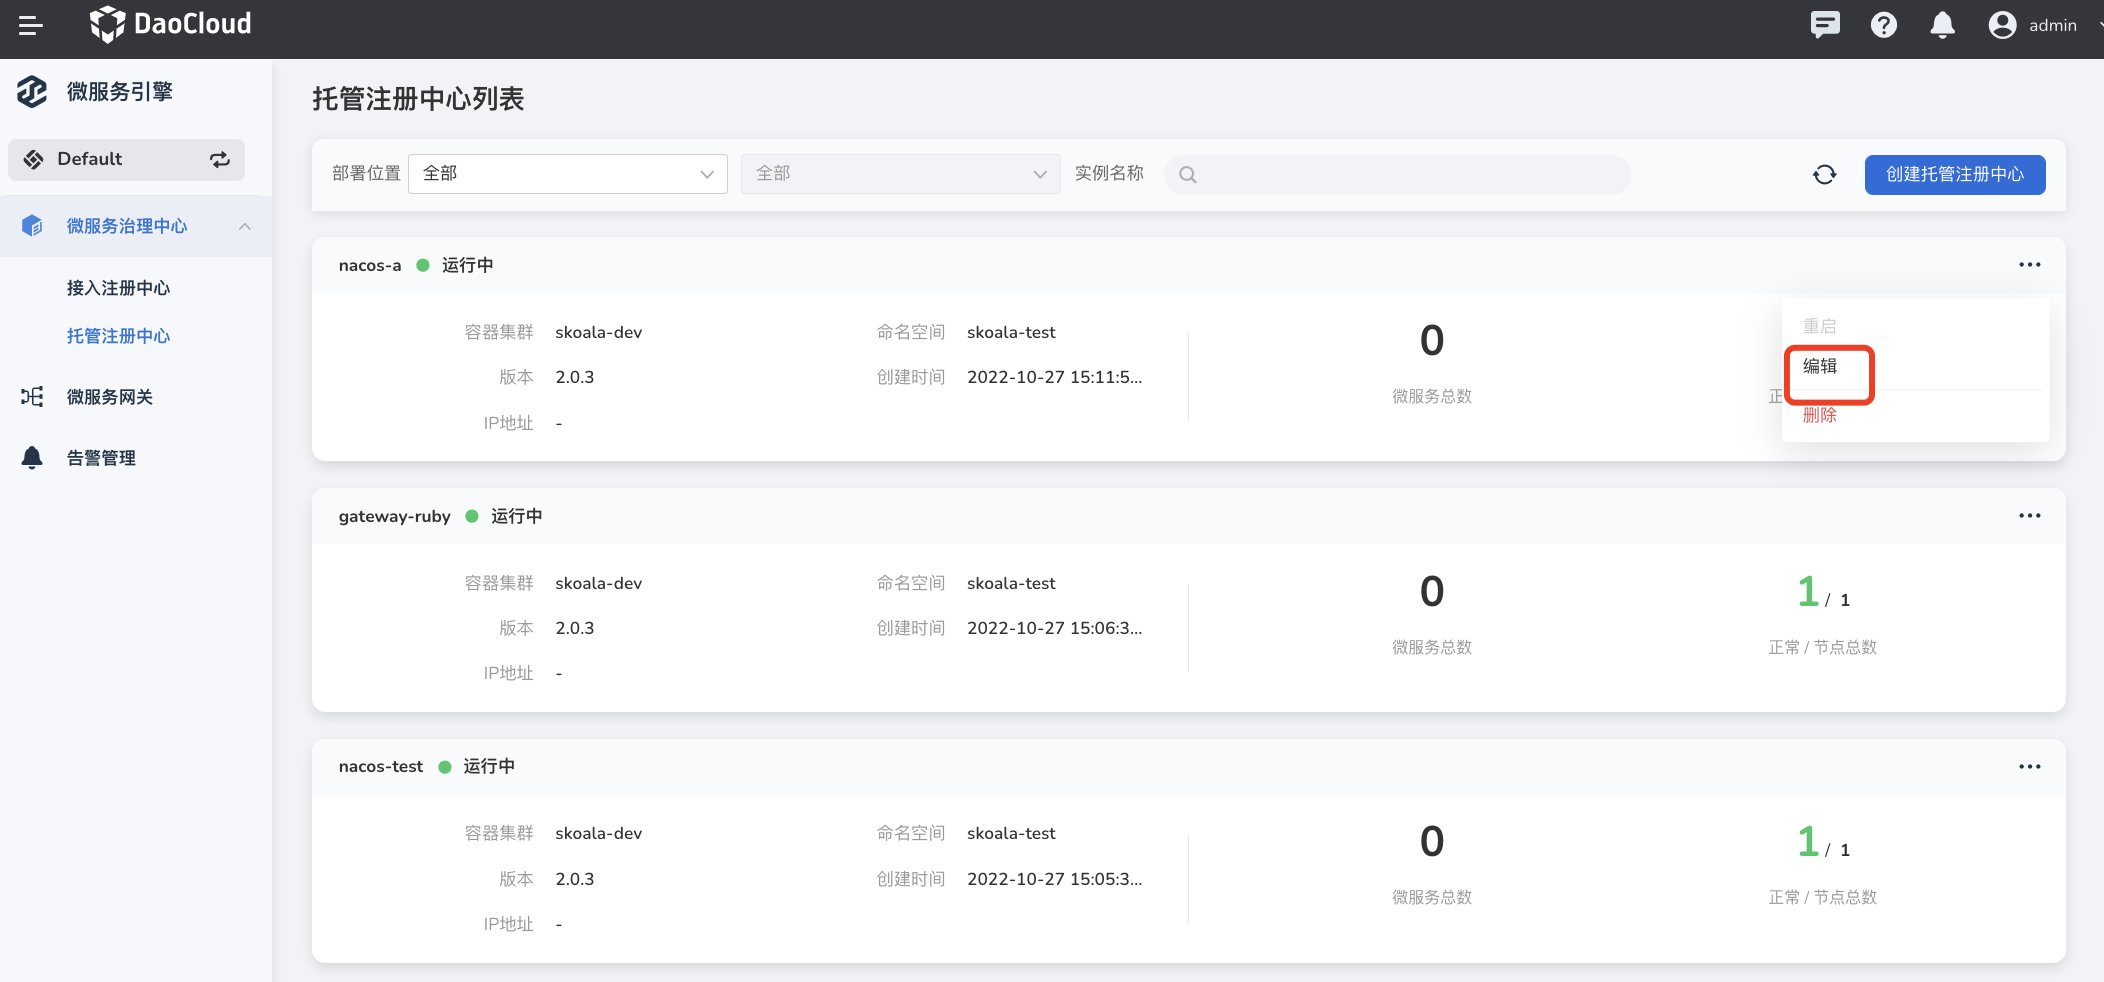 DaoCloud
admin
微服务引擎
Default
微服务治理中心
接入注册中心
托管注册中心
微服务网关
告警管理
托管注册中心列表
部署位置 全部 全部 实例名称 创建托管注册中心
nacos-a 运行中
容器集群 skoala-dev 命名空间 skoala-test
版本 2.0.3 创建时间 2022-10-27 15:11:5...
IP地址 -
0
微服务总数
正
重启
编辑
删除
gateway-ruby 运行中
容器集群 skoala-dev 命名空间 skoala-test
版本 2.0.3 创建时间 2022-10-27 15:06:3...
IP地址 -
0
微服务总数
1 / 1
正常 / 节点总数
nacos-test 运行中
容器集群 skoala-dev 命名空间 skoala-test
版本 2.0.3 创建时间 2022-10-27 15:05:3...
IP地址 -
0
微服务总数
1 / 1
正常 / 节点总数